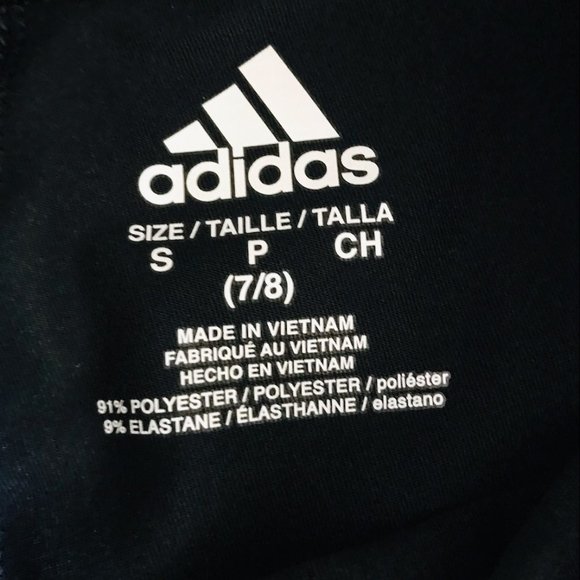 adidas
SIZE / TAILLE / TALLA
S P CH
(7/8)
MADE IN VIETNAM
FABRIQUÉ AU VIETNAM
HECHO EN VIETNAM
91% POLYESTER / POLYESTER / poliéster
9% ELASTANE / ÉLASTHANNE / elastano